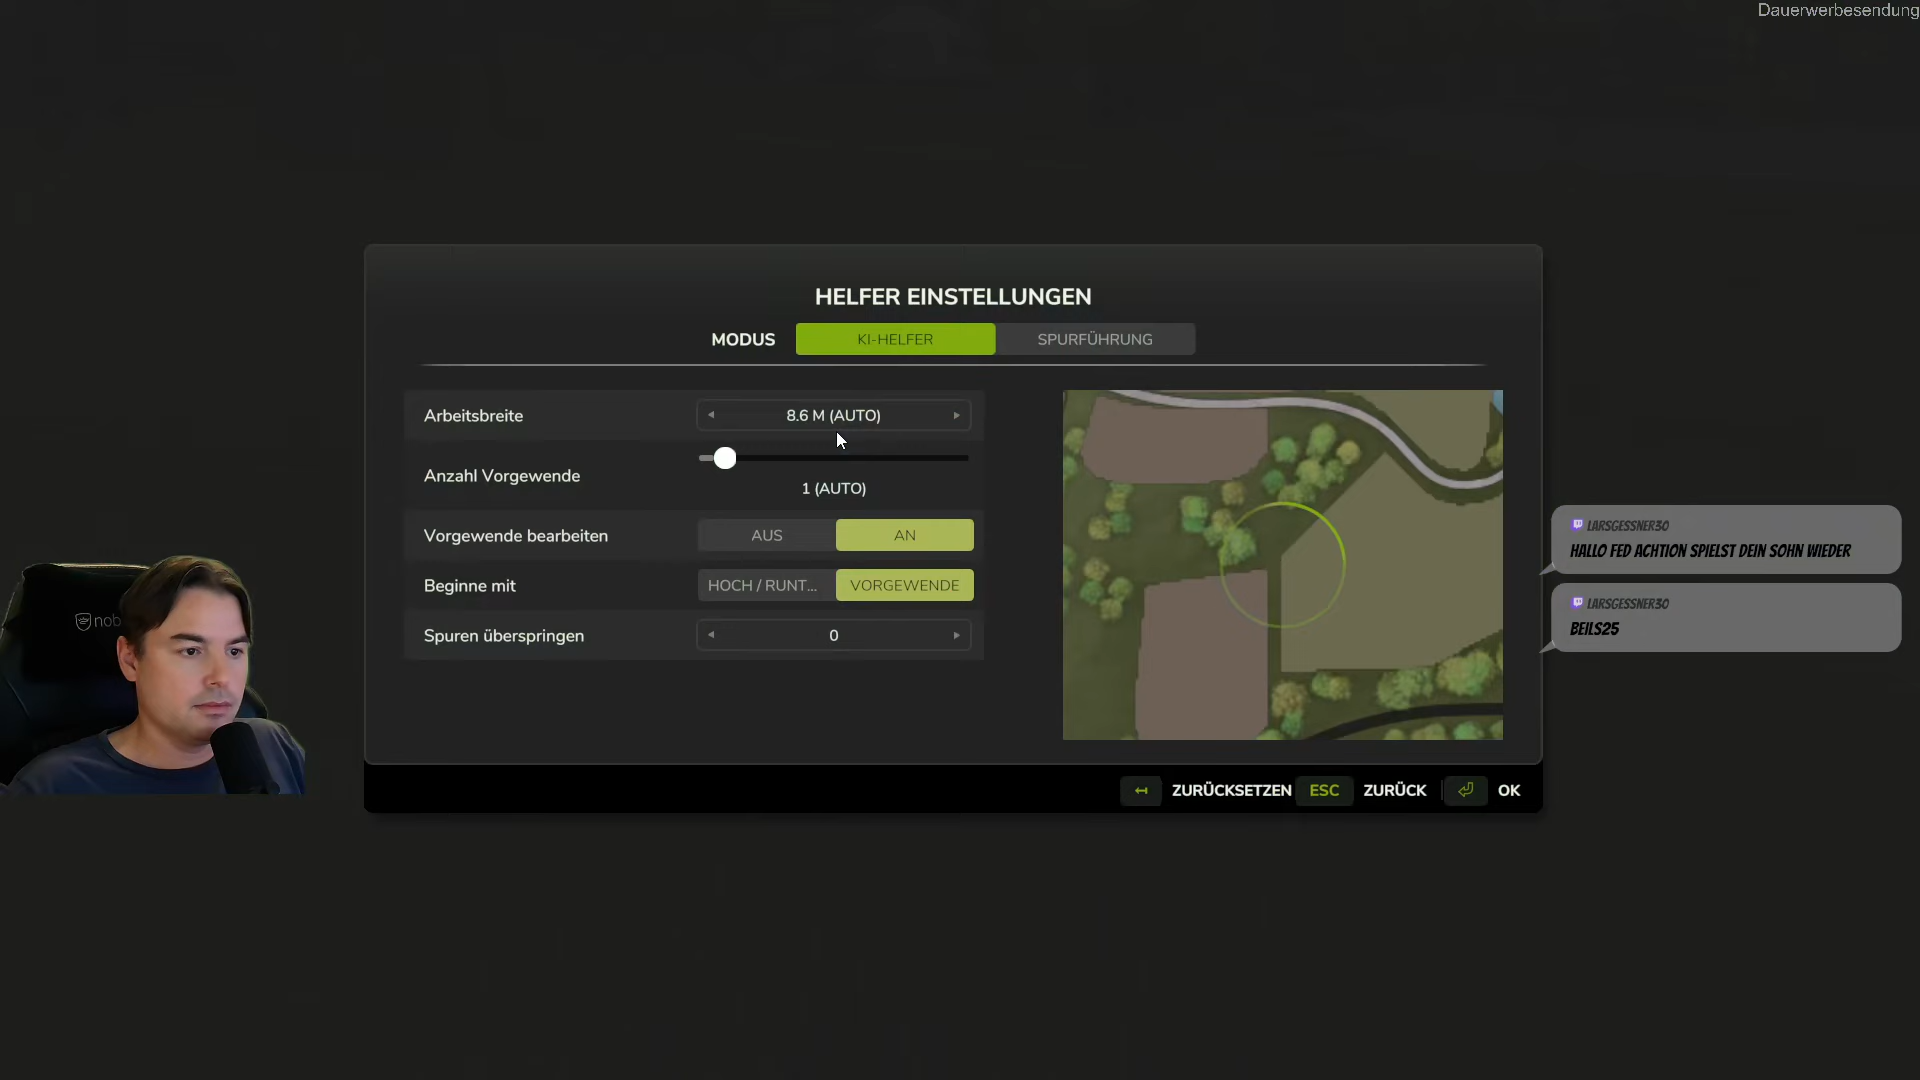 Dauerwerbesendung
HELFER EINSTELLUNGEN
MODUS KI-HELFER SPURFÜHRUNG
Arbeitsbreite 8.6 M (AUTO)
Anzahl Vorgewende 1 (AUTO)
Vorgewende bearbeiten AUS AN
Beginne mit HOCH / RUNT... VORGEWENDE
Spuren überspringen 0
ZURÜCKSETZEN ESC ZURÜCK OK
LARSGESSNER30
HALLO FED ACHTION SPIELST DEIN SOHN WIEDER
LARSGESSNER30
BEILS25
nob